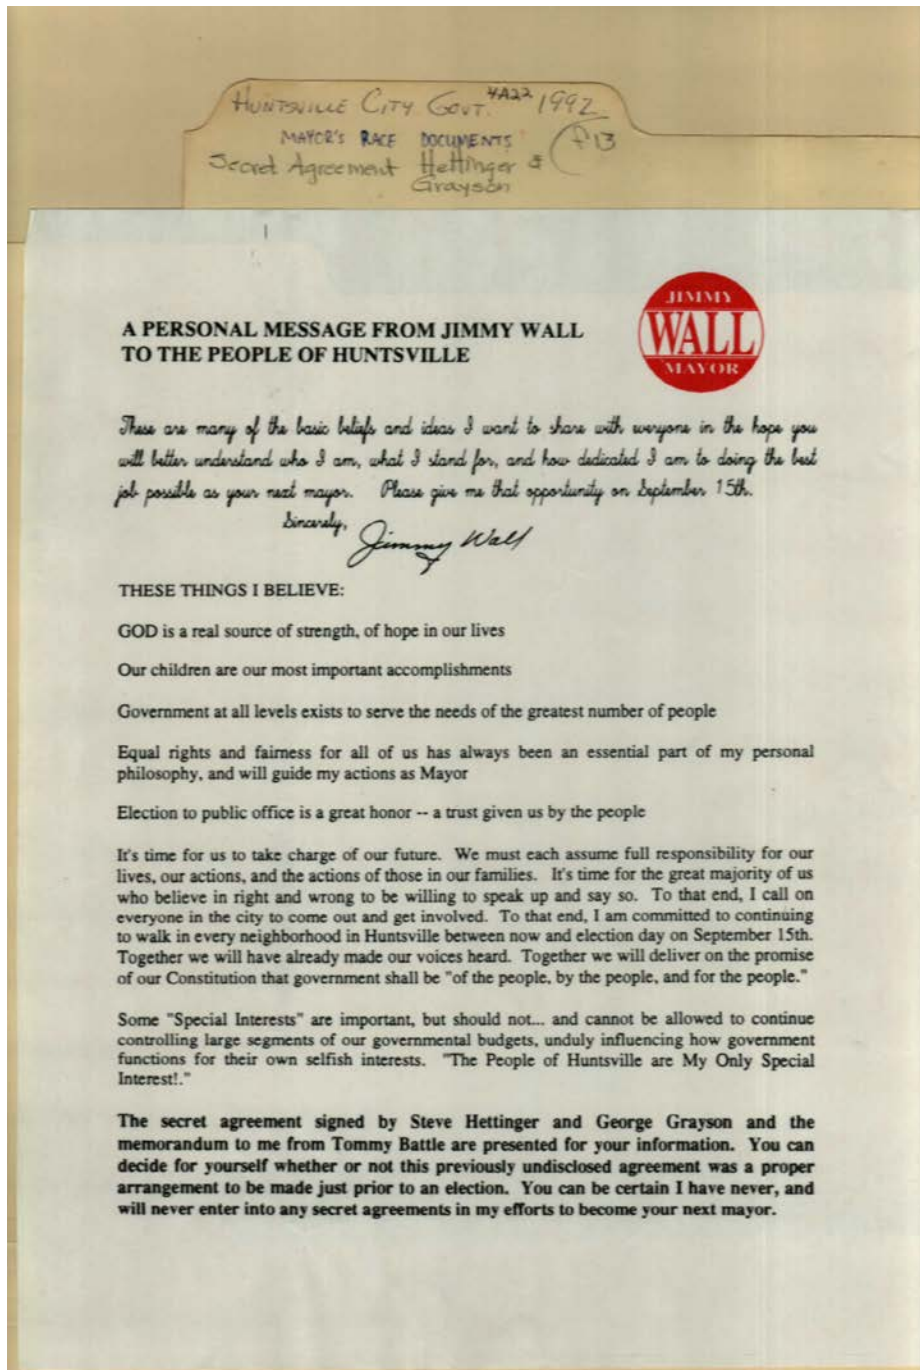 HUNTSVILLE CITY GOVT. 4A22 1992
MAYOR'S RACE DOCUMENTS f13
Secret Agreement Hettinger &
Grayson
JIMMY
WALL
MAYOR
A PERSONAL MESSAGE FROM JIMMY WALL
TO THE PEOPLE OF HUNTSVILLE
These are many of the basic beliefs and ideas I want to share with everyone in the hope you
will better understand who I am, what I stand for, and how dedicated I am to doing the best
job possible as your next mayor. Please give me that opportunity on September 15th.
Sincerely,
Jimmy Wall
THESE THINGS I BELIEVE:
GOD is a real source of strength, of hope in our lives
Our children are our most important accomplishments
Government at all levels exists to serve the needs of the greatest number of people
Equal rights and fairness for all of us has always been an essential part of my personal
philosophy, and will guide my actions as Mayor
Election to public office is a great honor -- a trust given us by the people
It's time for us to take charge of our future. We must each assume full responsibility for our
lives, our actions, and the actions of those in our families. It's time for the great majority of us
who believe in right and wrong to be willing to speak up and say so. To that end, I call on
everyone in the city to come out and get involved. To that end, I am committed to continuing
to walk in every neighborhood in Huntsville between now and election day on September 15th.
Together we will have already made our voices heard. Together we will deliver on the promise
of our Constitution that government shall be "of the people, by the people, and for the people."
Some "Special Interests" are important, but should not... and cannot be allowed to continue
controlling large segments of our governmental budgets, unduly influencing how government
functions for their own selfish interests. "The People of Huntsville are My Only Special
Interest!."
The secret agreement signed by Steve Hettinger and George Grayson and the
memorandum to me from Tommy Battle are presented for your information. You can
decide for yourself whether or not this previously undisclosed agreement was a proper
arrangement to be made just prior to an election. You can be certain I have never, and
will never enter into any secret agreements in my efforts to become your next mayor.